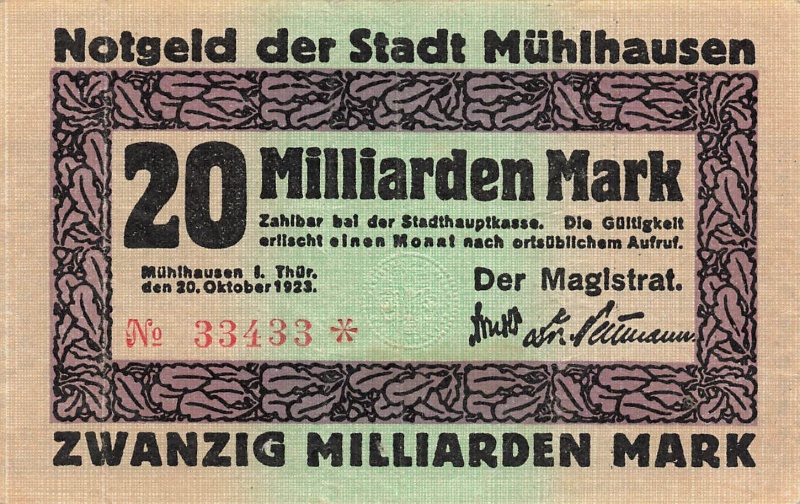 Notgeld der Stadt Mühlhausen
20 Milliarden Mark
Zahlbar bei der Stadthauptkasse. Die Gültigkeit
erlischt einen Monat nach ortsüblichem Aufruf.
Mühlhausen i. Thür.
den 20. Oktober 1923.
Der Magistrat.
№ 33433 *
ZWANZIG MILLIARDEN MARK